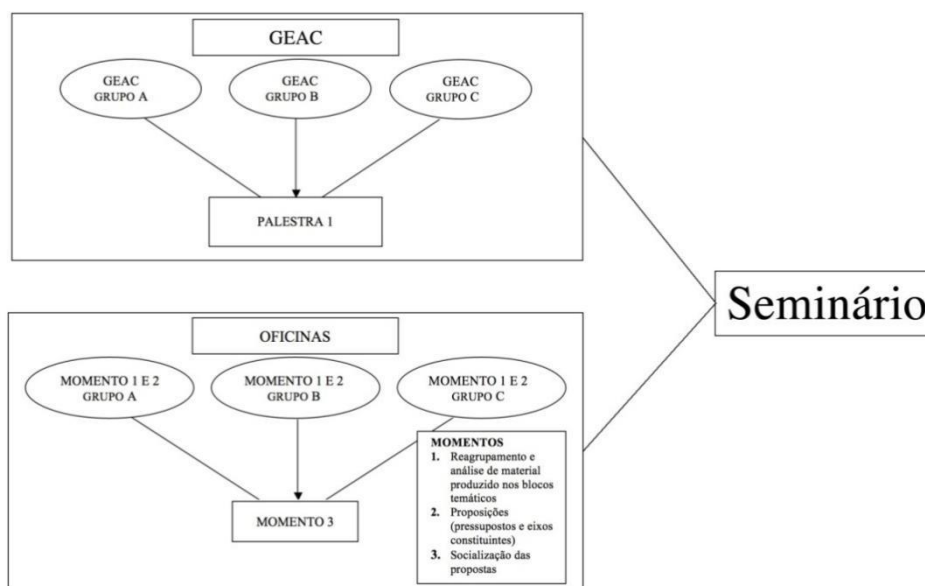 GEAC
GEAC
GRUPO A
GEAC
GRUPO B
GEAC
GRUPO C
PALESTRA 1
Seminário
OFICINAS
MOMENTO 1 E 2
GRUPO A
MOMENTO 1 E 2
GRUPO B
MOMENTO 1 E 2
GRUPO C
MOMENTO 3
MOMENTOS
1. Reagrupamento e
análise de material
produzido nos blocos
temáticos
2. Proposições
(pressupostos e eixos
constituintes)
3. Socialização das
propostas